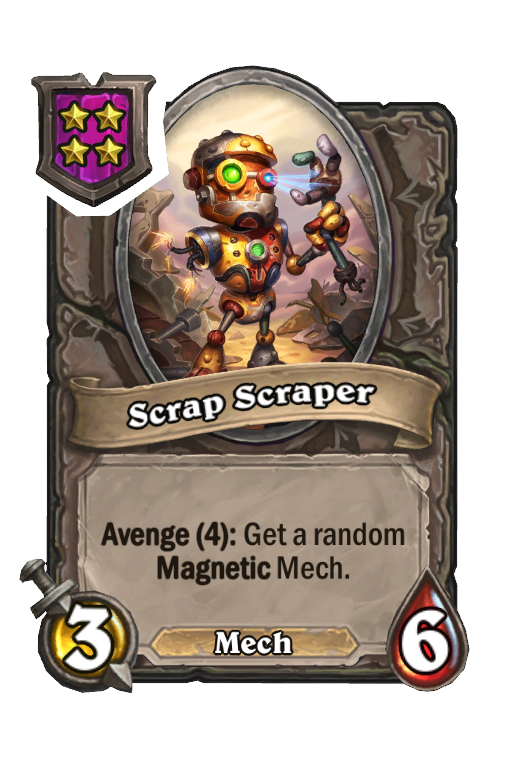 Scrap Scraper
Avenge (4): Get a random
Magnetic Mech.
3
Mech
6